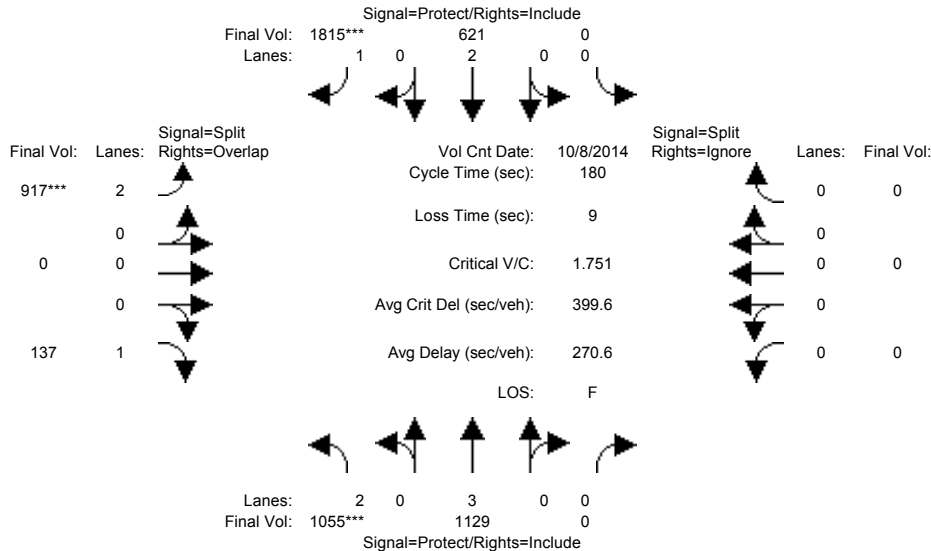 Signal=Protect/Rights=Include
Final Vol: 1815*** 621 0
Lanes: 1 0 2 0 0
Signal=Split Signal=Split
Final Vol: Lanes: Rights=Overlap Vol Cnt Date: 10/8/2014 Rights=Ignore Lanes: Final Vol:
Cycle Time (sec): 180
917*** 2 0 0
Loss Time (sec): 9
0 0
0 0 Critical V/C: 1.751 0 0
0 Avg Crit Del (sec/veh): 399.6 0
137 1 Avg Delay (sec/veh): 270.6 0 0
LOS: F
Lanes: 2 0 3 0 0
Final Vol: 1055*** 1129 0
Signal=Protect/Rights=Include